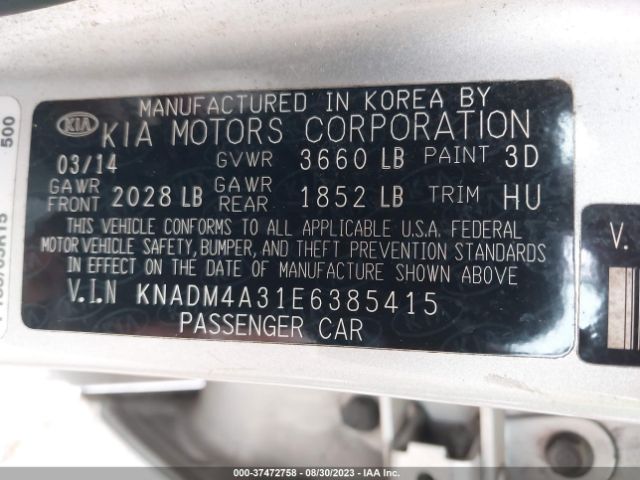 MANUFACTURED IN KOREA BY
KIA KIA MOTORS CORPORATION
03/14 GVWR 3660 LB PAINT 3D
GAWR FRONT 2028 LB GAWR REAR 1852 LB TRIM HU
THIS VEHICLE CONFORMS TO ALL APPLICABLE U.S.A. FEDERAL
MOTOR VEHICLE SAFETY, BUMPER, AND THEFT PREVENTION STANDARDS
IN EFFECT ON THE DATE OF MANUFACTURE SHOWN ABOVE
V.I.N KNADM4A31E6385415
PASSENGER CAR
500
V.
000-37472758 - 08/30/2023 - IAA Inc.